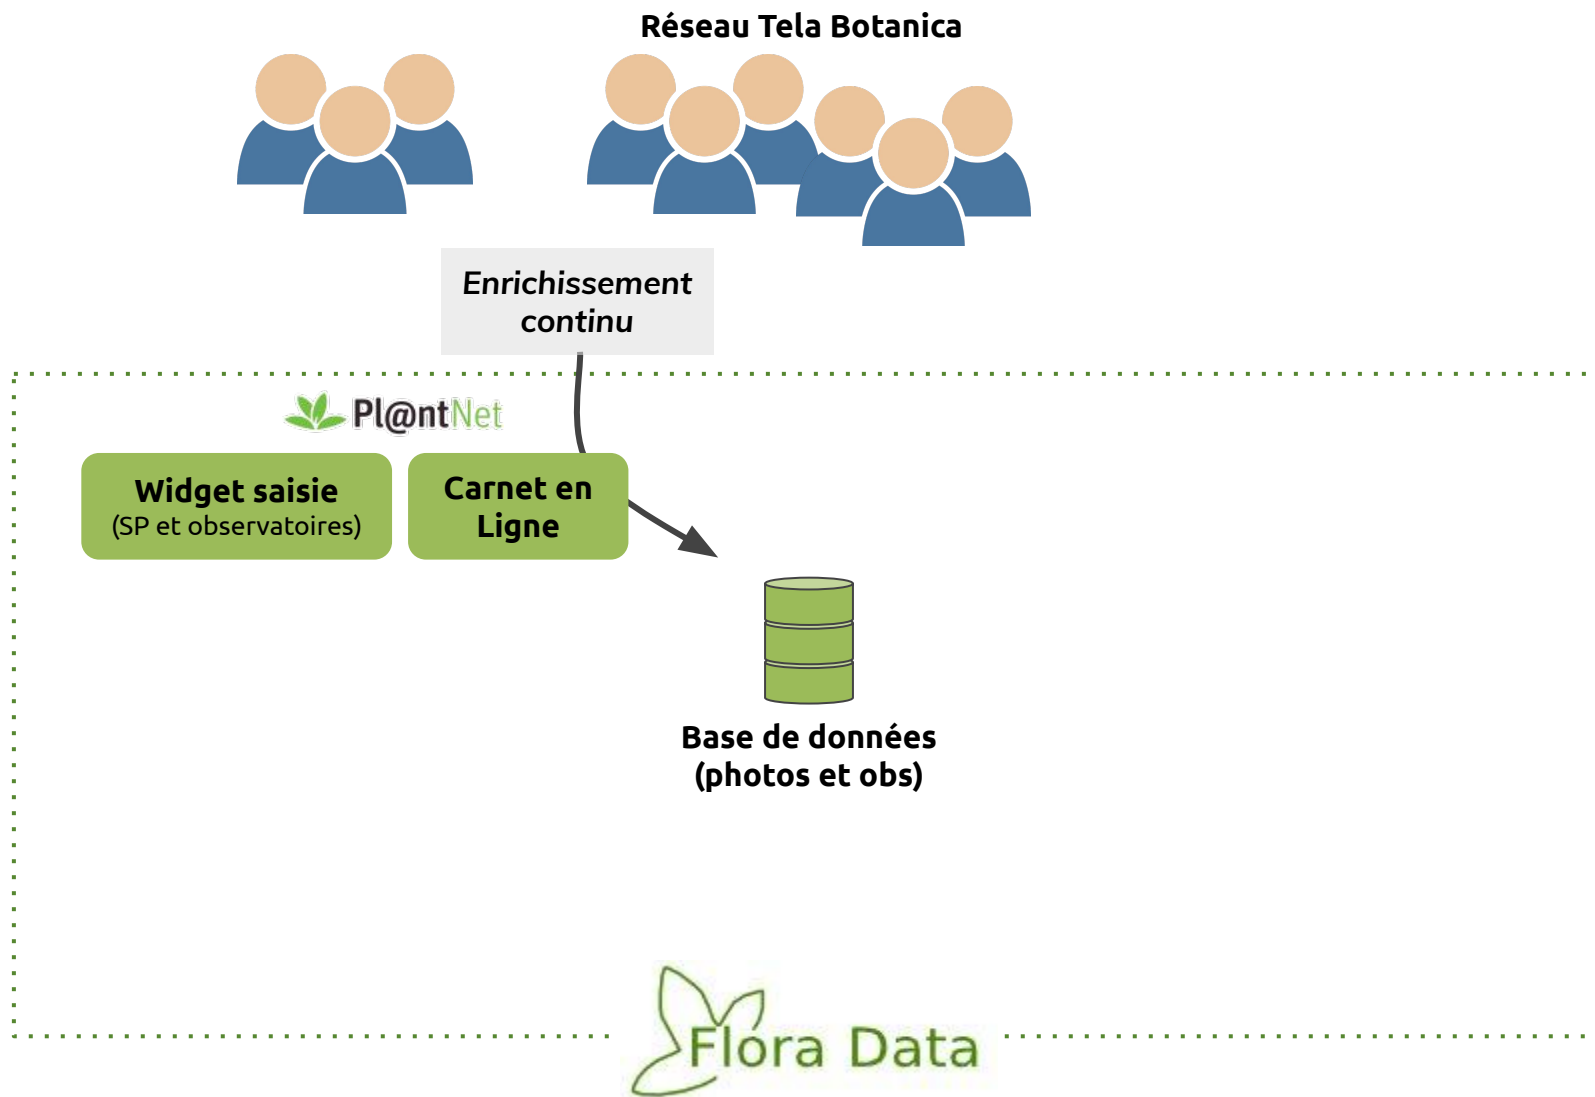 Réseau Tela Botanica
Enrichissement
continu
Pl@ntNet
Widget saisie
(SP et observatoires)
Carnet en
Ligne
Base de données
(photos et obs)
Flora Data